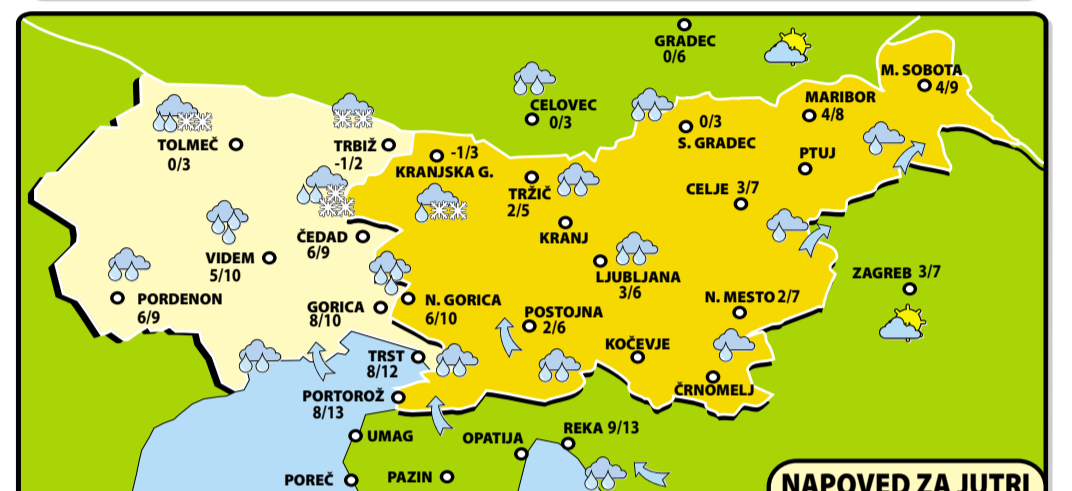 GRADEC
0/6
M. SOBOTA
4/9
CELOVEC
0/3
MARIBOR
4/8
0/3
S. GRADEC
TOLMEČ
0/3
TRBIŽ
-1/2
-1/3
KRANJSKA G.
PTUJ
TRŽIČ
2/5
CELJE 3/7
KRANJ
ČEDAD
6/9
VIDEM
5/10
LJUBLJANA
3/6
ZAGREB 3/7
PORDENON
6/9
GORICA
8/10
N. GORICA
6/10
N. MESTO 2/7
POSTOJNA
2/6
KOČEVJE
TRST
8/12
ČRNOMELJ
PORTOROŽ
8/13
UMAG
OPATIJA
REKA 9/13
POREČ
PAZIN
NAPOVED ZA JUTRI